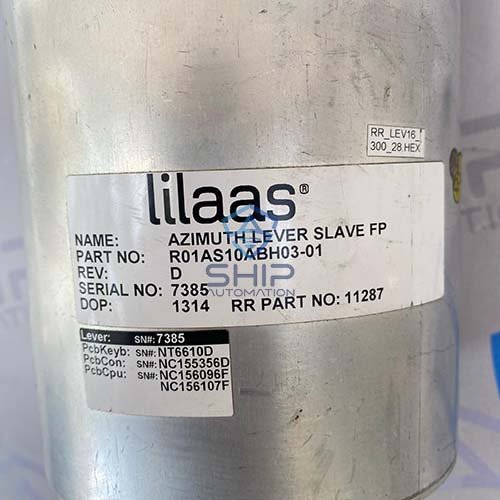 RR_LEV16_
300_28.HEX
lilaas®
NAME: AZIMUTH LEVER SLAVE FP
PART NO: R01AS10ABH03-01
REV: D
SERIAL NO: 7385
DOP: 1314 RR PART NO: 11287
SHIP
AUTOMATION
Lever: SN#: 7385
PcbKeyb: SN#: NT6610D
PcbCon: SN#: NC155356D
PcbCpu: SN#: NC156096F
NC156107F